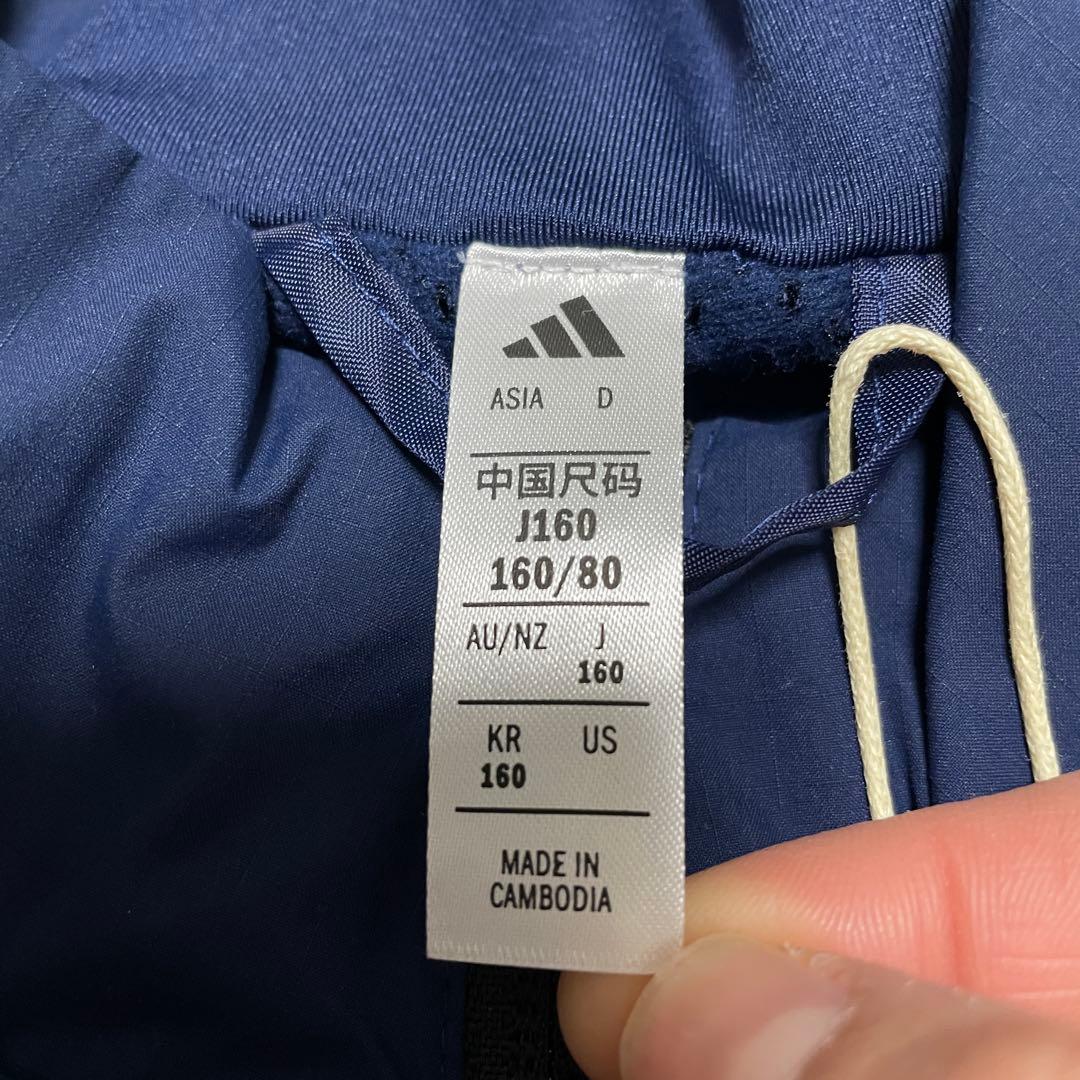 ASIA D
中国尺码
J160
160/80
AU/NZ J
160
KR US
160
MADE IN
CAMBODIA